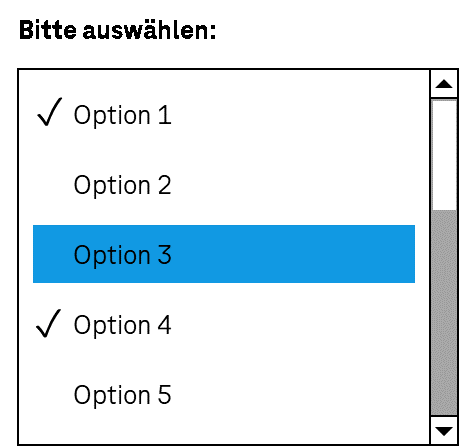 Bitte auswählen:
✓ Option 1
Option 2
Option 3
✓ Option 4
Option 5